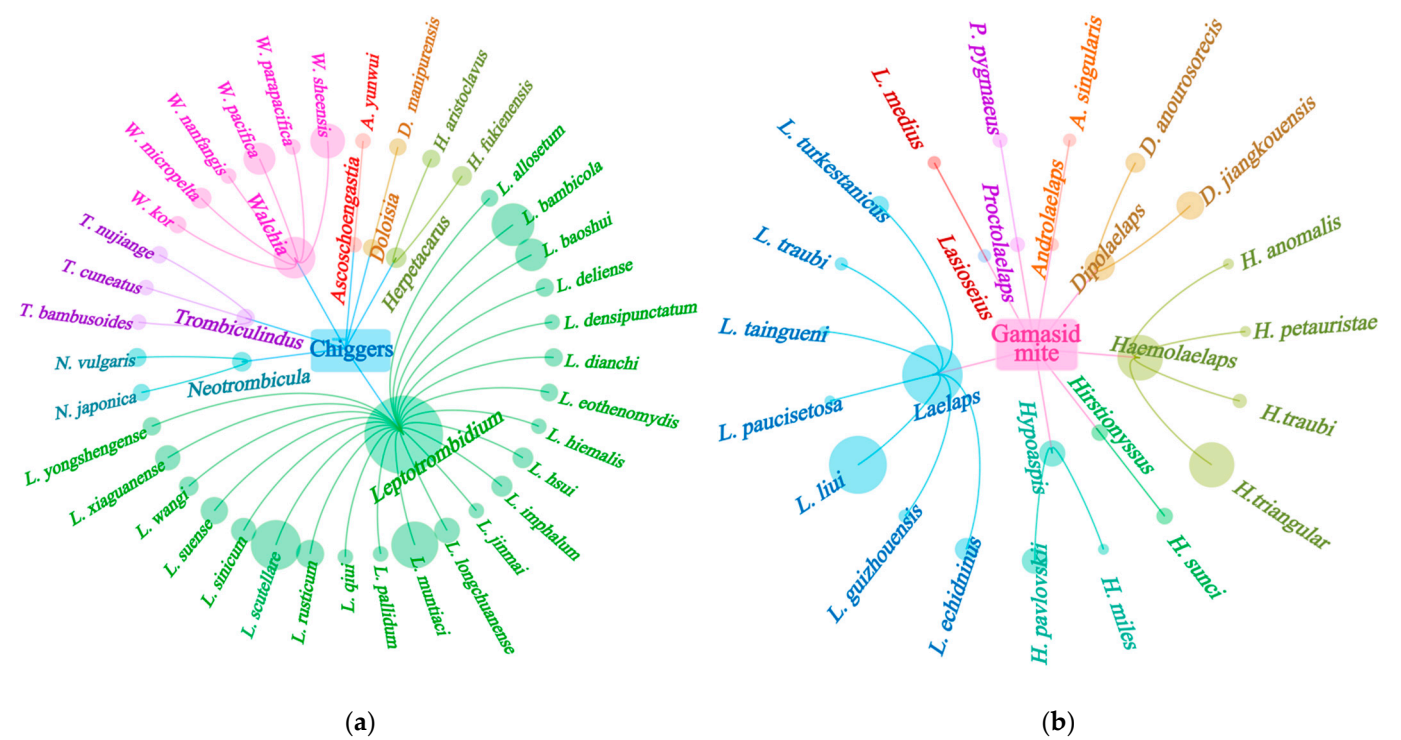 W. kor
W. micropelta
W. nanfangis
W. pacifica
W. parapacifica
W. sheensis
Walchia
A. yunwui
Ascoschoengastia
D. manipurensis
Doloisia
H. aristoclavus
H. fukienensis
Herpetacarus
L. allosetum
L. bambicola
L. baoshui
L. deliense
L. densipunctatum
L. dianchi
L. eothenomydis
L. hiemalis
L. hsui
L. imphalum
L. jinmai
L. longchuanense
L. muntiaci
L. pallidum
L. qiui
L. rusticum
L. scutellare
L. sinicum
L. suense
L. wangi
L. xiaguanense
L. yongshengense
Leptotrombidium
N. japonica
N. vulgaris
Neotrombicula
T. bambusoides
T. cuneatus
T. nujiange
Trombiculindus
Chiggers
(a)
L. medius
Lasioseius
P. pygmaeus
Proctolaelaps
A. singularis
Androlaelaps
D. anourosorecis
D. jiangkouensis
Dipolaelaps
H. anomalis
H. petauristae
H.traubi
H.triangular
Haemolaelaps
H. sunci
Hirstionyssus
H. miles
H. pavlovskii
Hypoaspis
L. echidninus
L. guizhouensis
L. liui
L. paucisetosa
L. taingueni
L. traubi
L. turkestanicus
Laelaps
Gamasid
mite
(b)